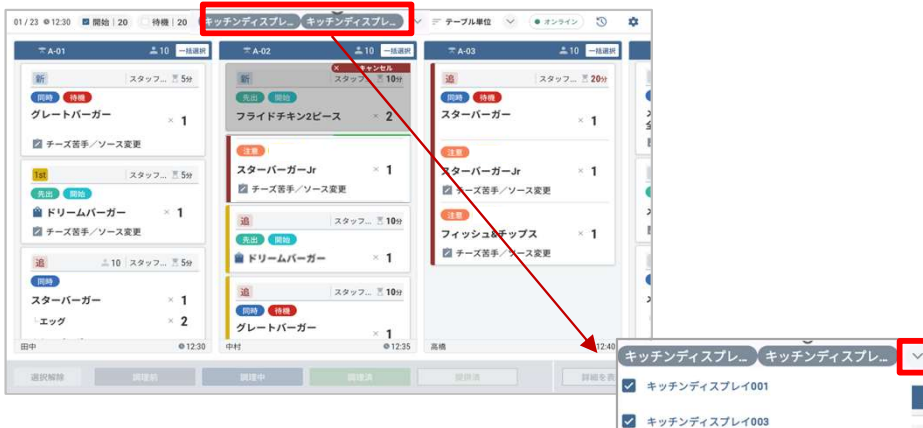 01 / 23 12:30 開始 | 20 待機 | 20 キッチンディスプレ... キッチンディスプレ... テーブル単位 オンライン
A-01 10 一括選択
新 スタッフ... 5分
同時 待機
グレートバーガー × 1
チーズ苦手／ソース変更
1st スタッフ... 5分
先出 開始
ドリームバーガー × 1
チーズ苦手／ソース変更
追 10 スタッフ... 5分
同時
スターバーガー × 1
エッグ × 2
田中 12:30
A-02 10 一括選択
× キャンセル
新 スタッフ... 10分
先出 開始
フライドチキン2ピース × 2
注意
スターバーガーJr × 1
チーズ苦手／ソース変更
追 スタッフ... 10分
先出 開始
ドリームバーガー × 1
追 スタッフ... 10分
同時 待機
グレートバーガー × 1
中村 12:35
A-03 10 一括選択
追 スタッフ... 20分
同時 待機
スターバーガー × 1
注意
スターバーガーJr × 1
チーズ苦手／ソース変更
注意
フィッシュ&チップス × 1
チーズ苦手／ソース変更
高橋 12:40
選択解除 調理前 調理中 調理済 提供済 詳細を表
キッチンディスプレ... キッチンディスプレ...
キッチンディスプレイ001
キッチンディスプレイ003